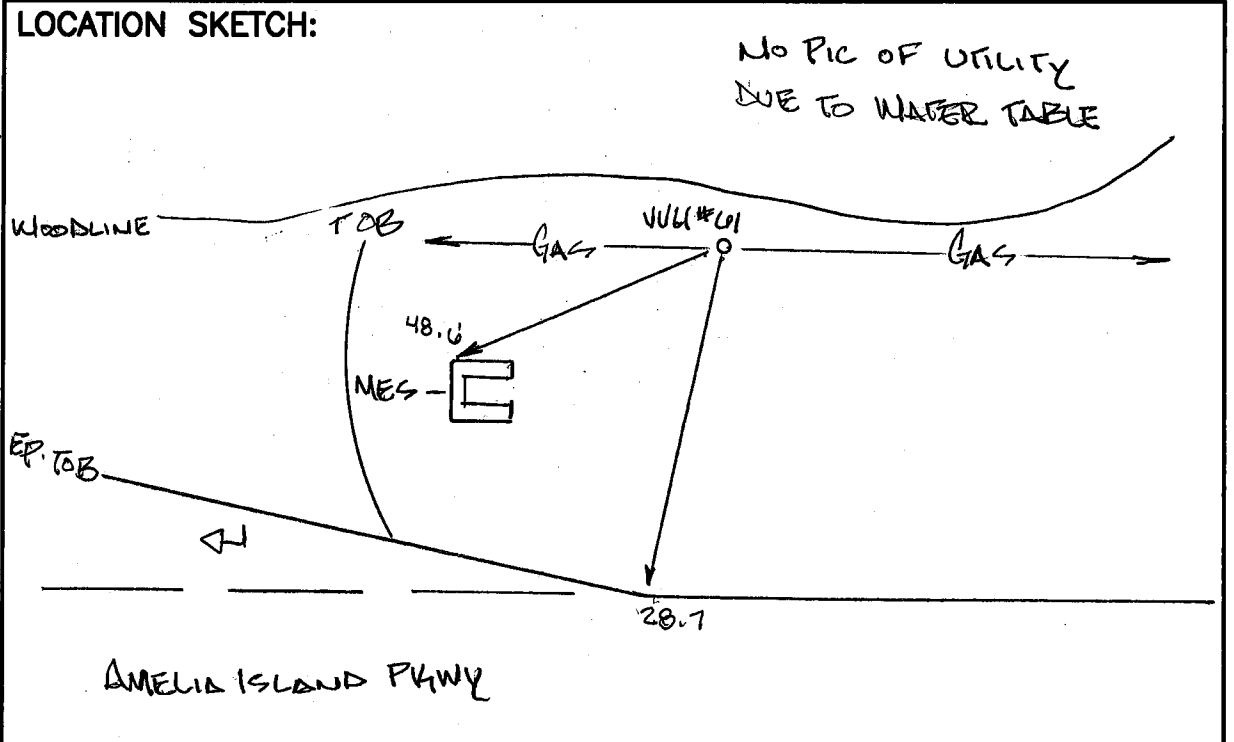 LOCATION SKETCH:
NO PIC OF UTILITY
DUE TO WATER TABLE
WOODLINE
TOB
GAS
VVH#61
GAS
48.6
MES
EP. TOB
28.7
AMELIA ISLAND PKWY